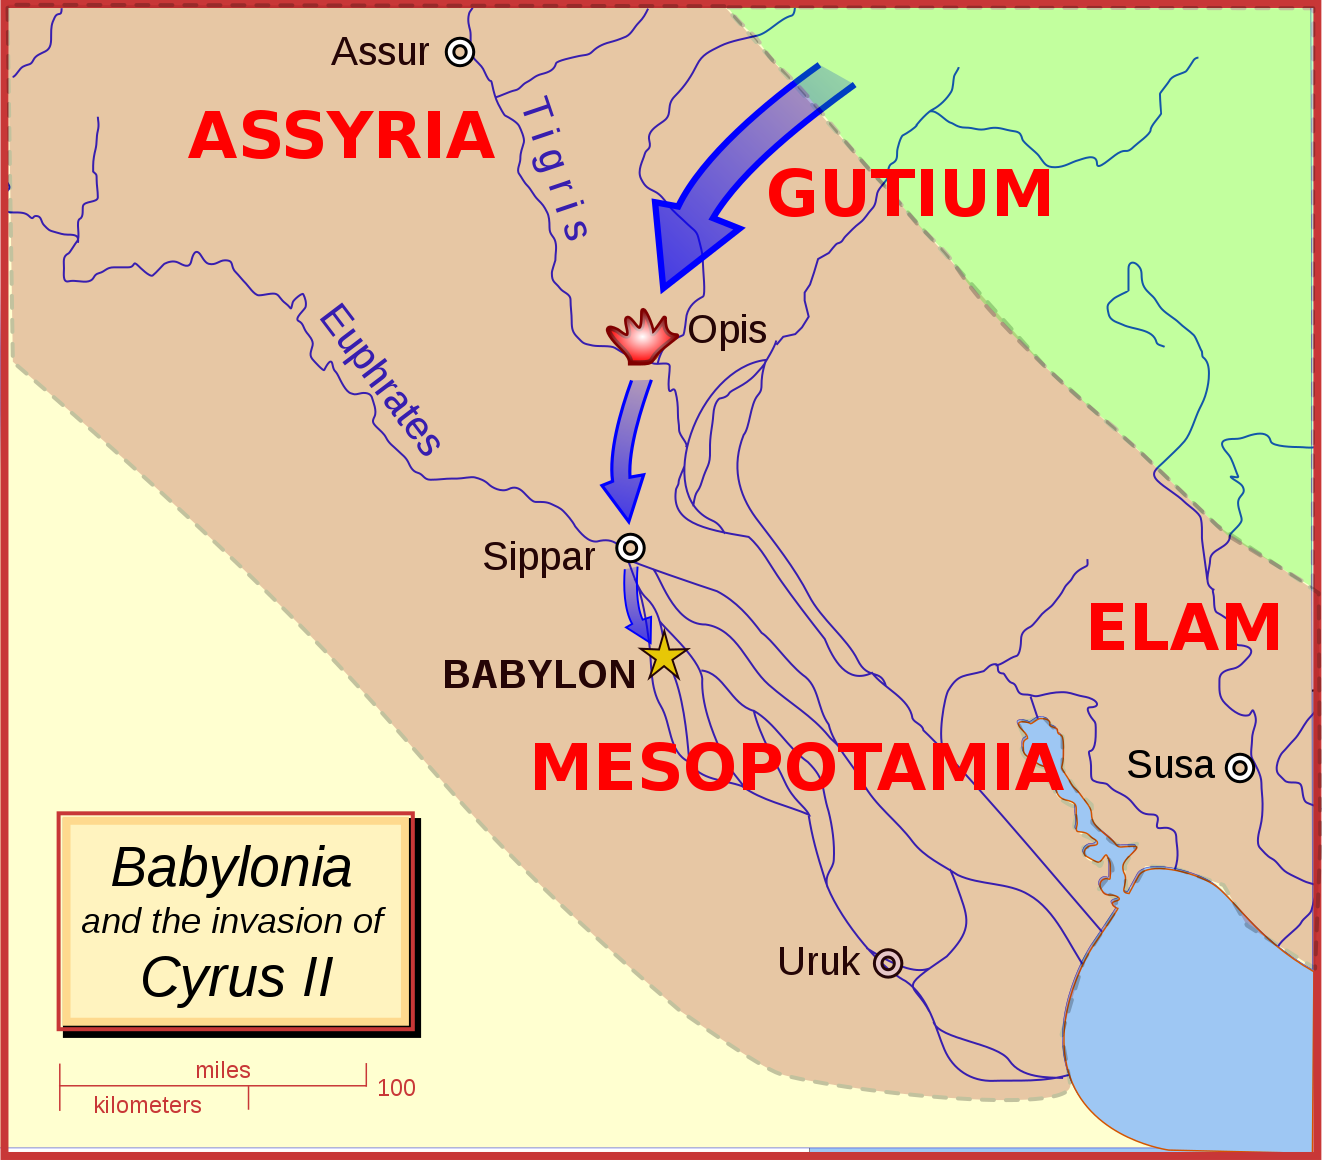 Assur
ASSYRIA
Tigris
GUTIUM
Euphrates
Opis
Sippar
ELAM
BABYLON
MESOPOTAMIA
Susa
Babylonia
and the invasion of
Cyrus II
Uruk
miles
100
kilometers